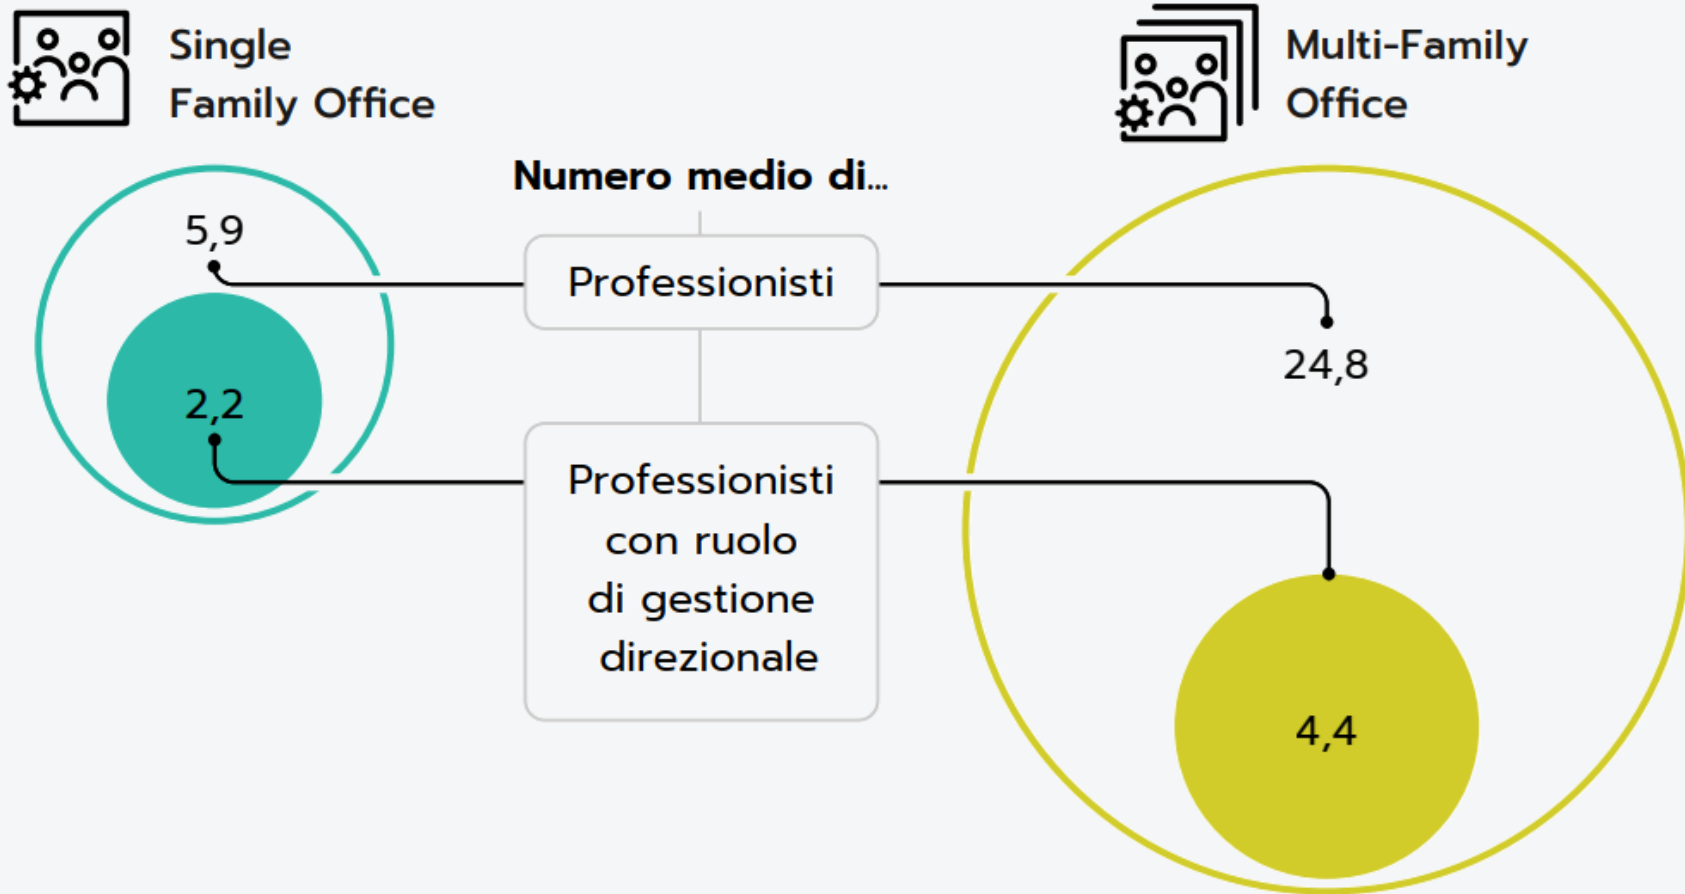 Single
Family Office
Multi-Family
Office
Numero medio di...
5,9
Professionisti
24,8
2,2
Professionisti
con ruolo
di gestione
direzionale
4,4